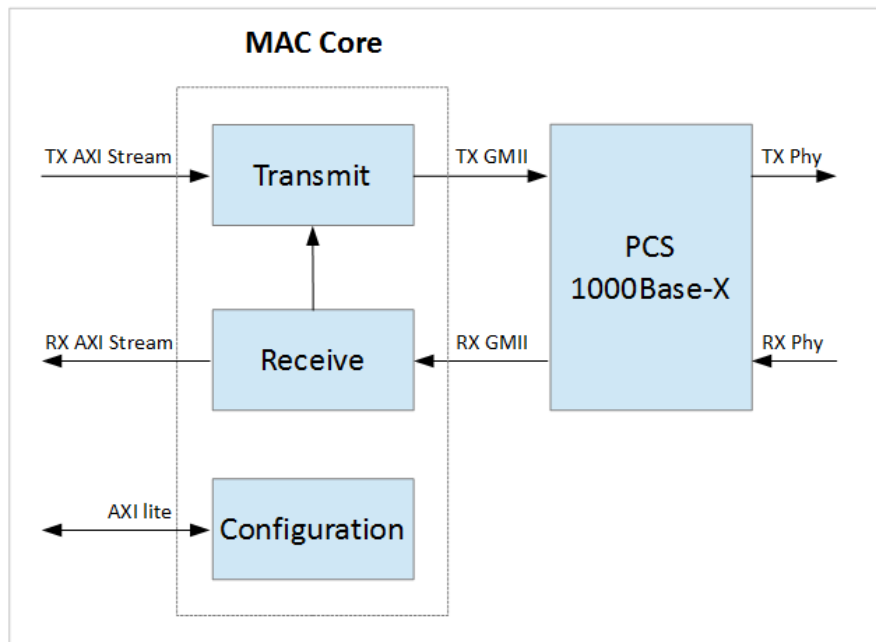 MAC Core
TX AXI Stream
Transmit
TX GMII
PCS
1000Base-X
TX Phy
RX AXI Stream
Receive
RX GMII
RX Phy
AXI lite
Configuration